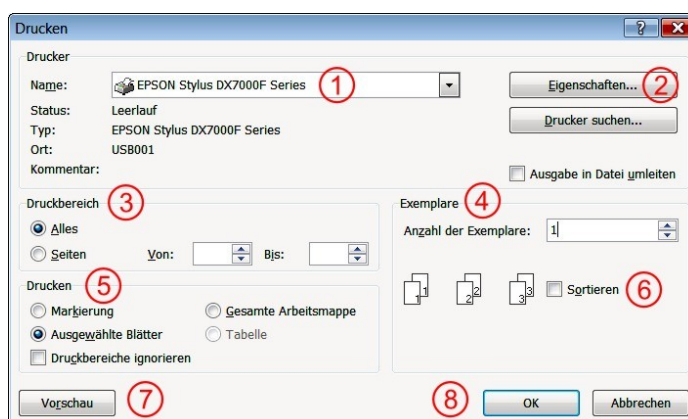 Drucken
Drucker
Name: EPSON Stylus DX7000F Series 1 Eigenschaften... 2
Status: Leerlauf
Typ: EPSON Stylus DX7000F Series Drucker suchen...
Ort: USB001
Kommentar: Ausgabe in Datei umleiten
Druckbereich 3
Alles
Seiten Von: Bis:
Exemplare 4
Anzahl der Exemplare: 1
1 1 2 2 3 3 Sortieren 6
Drucken 5
Markierung Gesamte Arbeitsmappe
Ausgewählte Blätter Tabelle
Druckbereiche ignorieren
Vorschau 7 8 OK Abbrechen